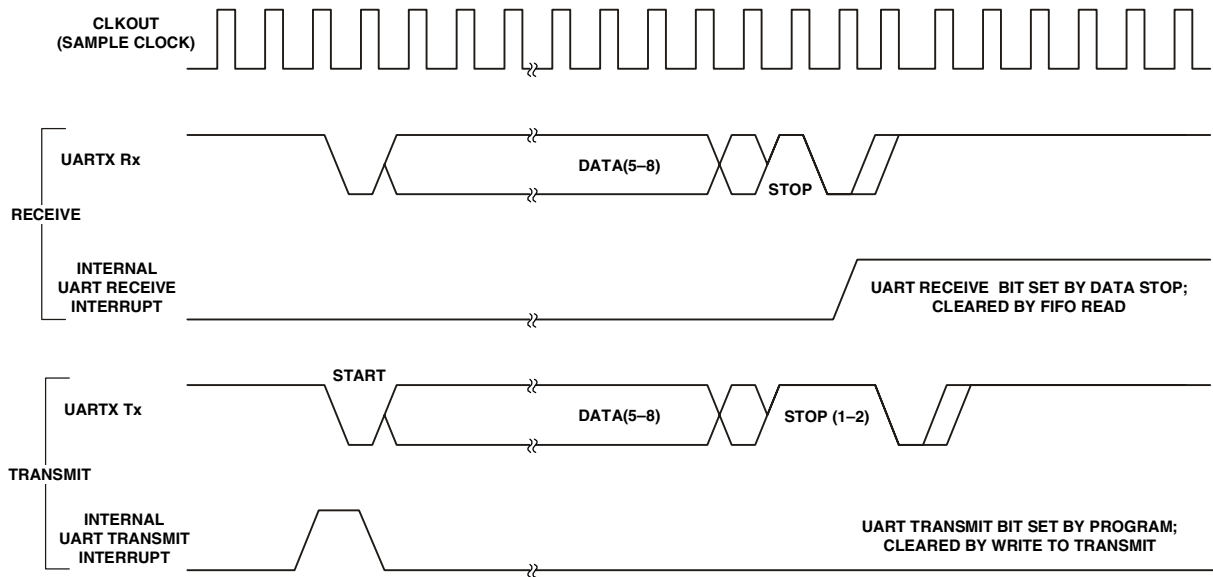 CLKOUT
(SAMPLE CLOCK)
UARTX Rx
DATA(5–8)
STOP
RECEIVE
INTERNAL
UART RECEIVE
INTERRUPT
UART RECEIVE BIT SET BY DATA STOP;
CLEARED BY FIFO READ
START
UARTX Tx
DATA(5–8)
STOP (1–2)
TRANSMIT
INTERNAL
UART TRANSMIT
INTERRUPT
UART TRANSMIT BIT SET BY PROGRAM;
CLEARED BY WRITE TO TRANSMIT